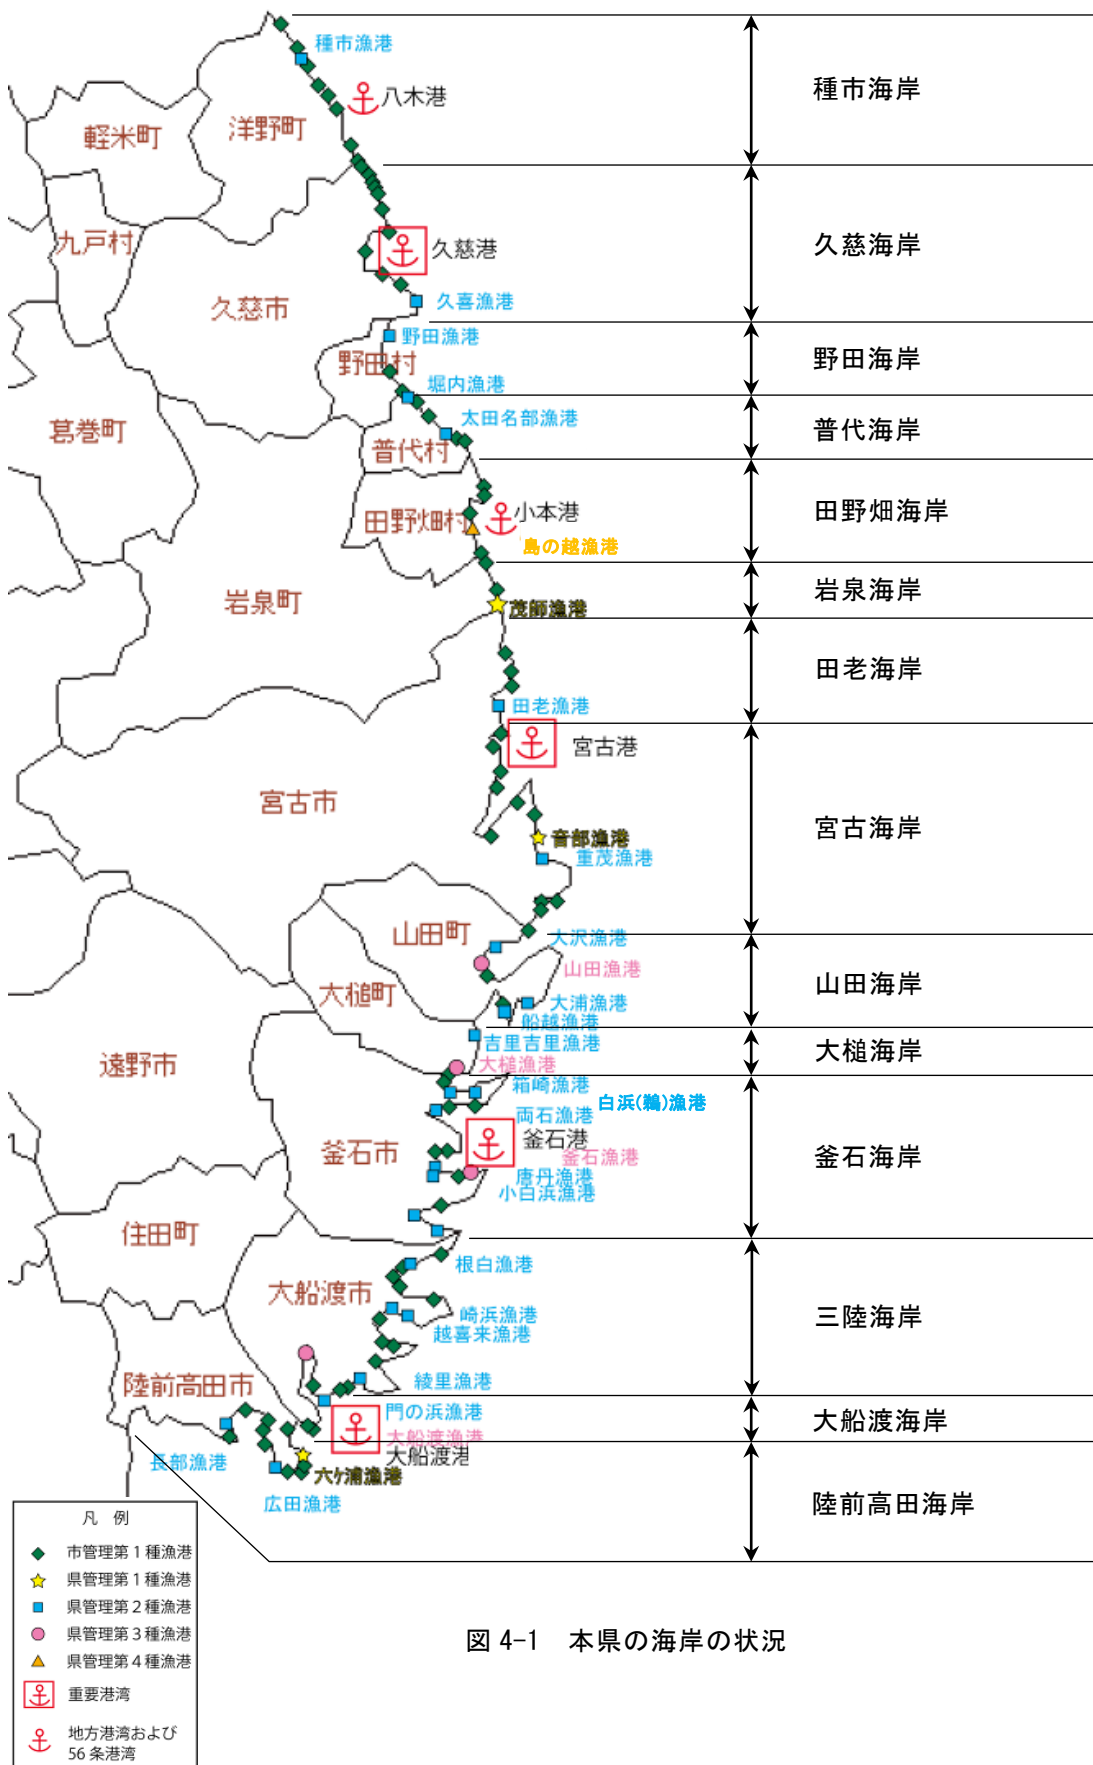 種市漁港
八木港
種市海岸
軽米町
洋野町
九戸村
久慈港
久慈海岸
久慈市
久喜漁港
野田漁港
野田村
野田海岸
堀内漁港
太田名部漁港
葛巻町
普代村
普代海岸
田野畑村
小本港
田野畑海岸
島の越漁港
岩泉町
茂師漁港
岩泉海岸
田老海岸
田老漁港
宮古港
宮古市
音部漁港
宮古海岸
重茂漁港
山田町
大沢漁港
山田漁港
山田海岸
大槌町
大浦漁港
船越漁港
吉里吉里漁港
大槌海岸
遠野市
大槌漁港
箱崎漁港
白浜(鵜)漁港
両石漁港
釜石港
釜石市
釜石漁港
釜石海岸
唐丹漁港
小白浜漁港
住田町
根白漁港
大船渡市
崎浜漁港
三陸海岸
越喜来漁港
陸前高田市
綾里漁港
門の浜漁港
大船渡海岸
大船渡漁港
大船渡港
長部漁港
六ケ浦漁港
広田漁港
陸前高田海岸
凡 例
市管理第1種漁港
県管理第1種漁港
県管理第2種漁港
県管理第3種漁港
県管理第4種漁港
重要港湾
地方港湾および
56条港湾
図 4-1 本県の海岸の状況